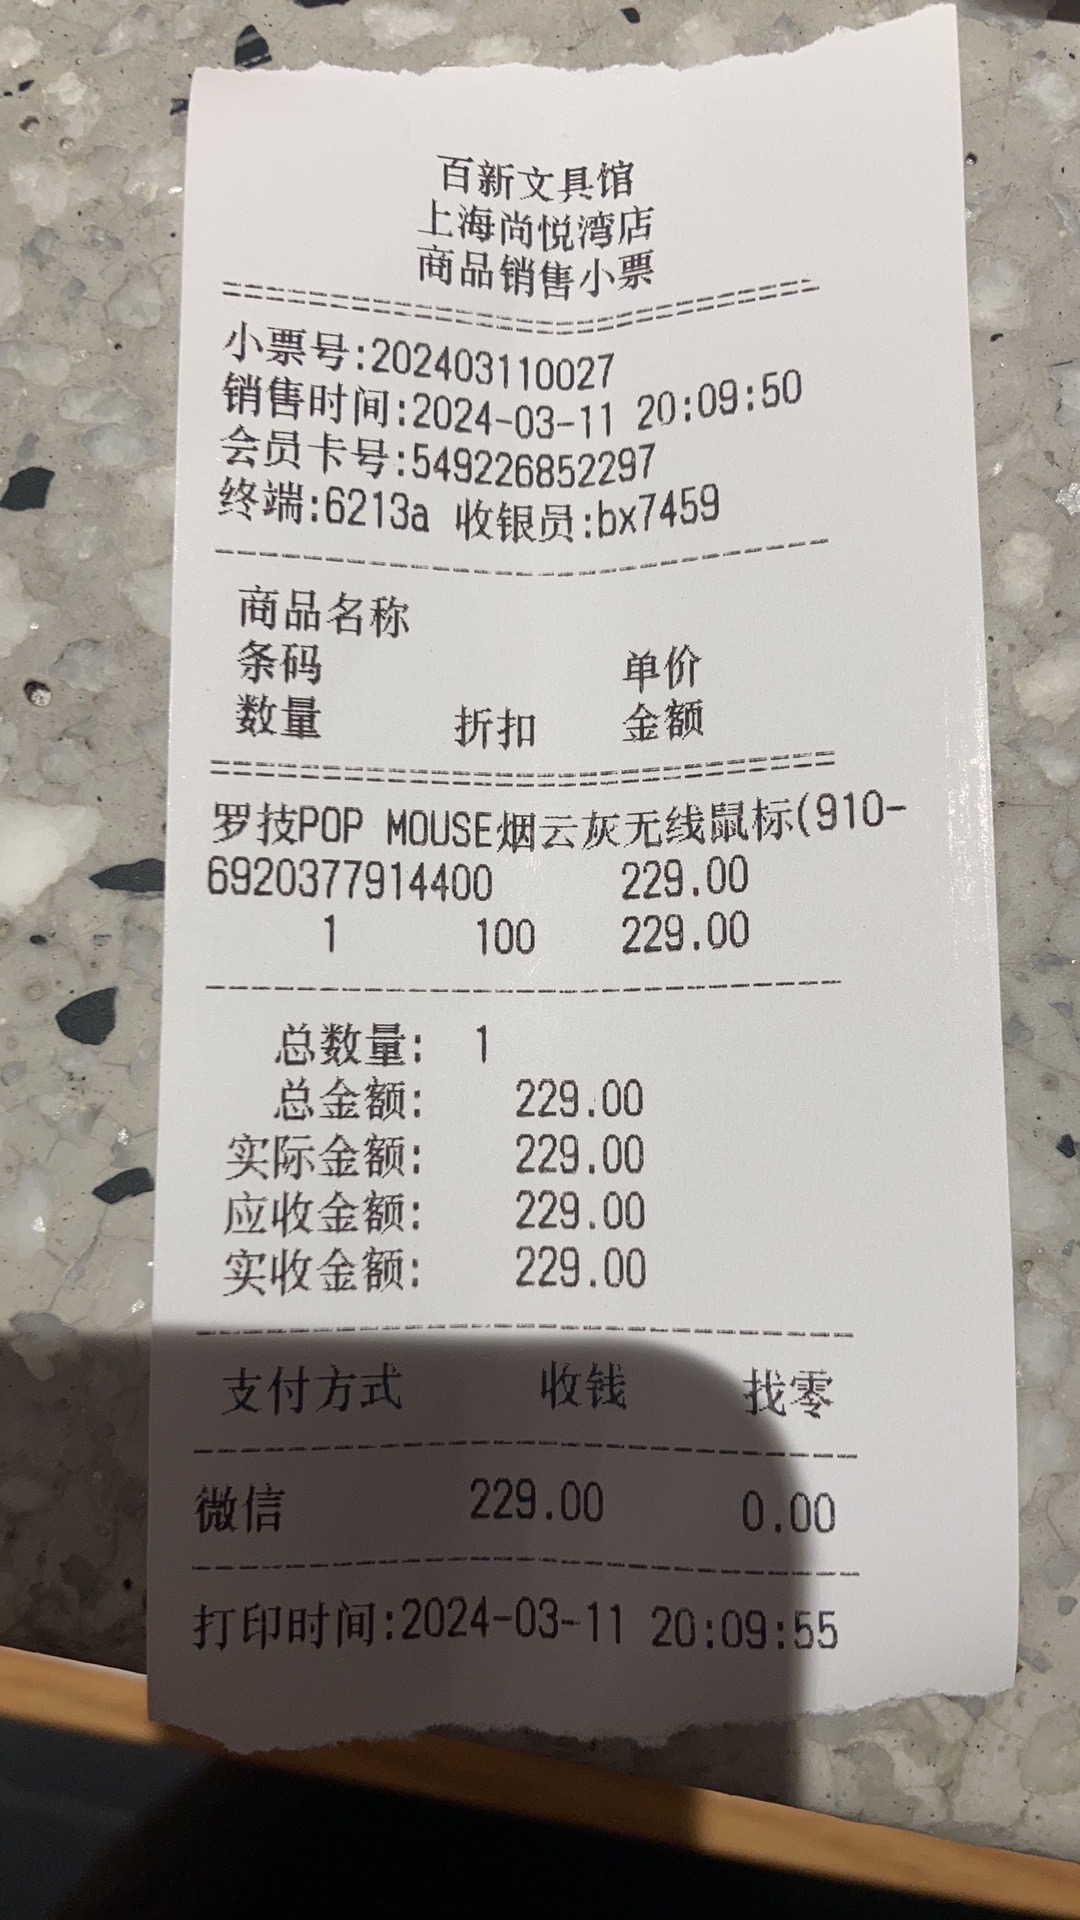 百新文具馆
上海尚悦湾店
商品销售小票
小票号:202403110027
销售时间:2024-03-11 20:09:50
会员卡号:549226852297
终端:6213a 收银员:bx7459
商品名称
条码 单价
数量 折扣 金额
罗技POP MOUSE烟云灰无线鼠标(910-
6920377914400 229.00
1 100 229.00
总数量: 1
总金额: 229.00
实际金额: 229.00
应收金额: 229.00
实收金额: 229.00
支付方式 收钱 找零
微信 229.00 0.00
打印时间:2024-03-11 20:09:55